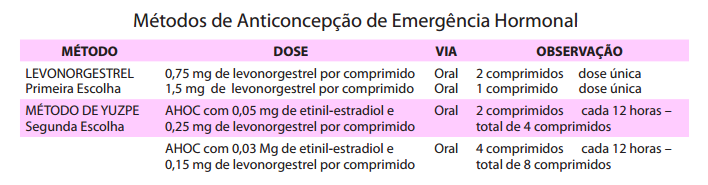 Métodos de Anticoncepção de Emergência Hormonal
MÉTODO DOSE VIA OBSERVAÇÃO
LEVONORGESTREL 0,75 mg de levonorgestrel por comprimido Oral 2 comprimidos dose única
Primeira Escolha 1,5 mg de levonorgestrel por comprimido Oral 1 comprimido dose única
MÉTODO DE YUZPE AHOC com 0,05 mg de etinil-estradiol e Oral 2 comprimidos cada 12 horas –
Segunda Escolha 0,25 mg de levonorgestrel por comprimido total de 4 comprimidos
AHOC com 0,03 Mg de etinil-estradiol e Oral 4 comprimidos cada 12 horas –
0,15 mg de levonorgestrel por comprimido total de 8 comprimidos